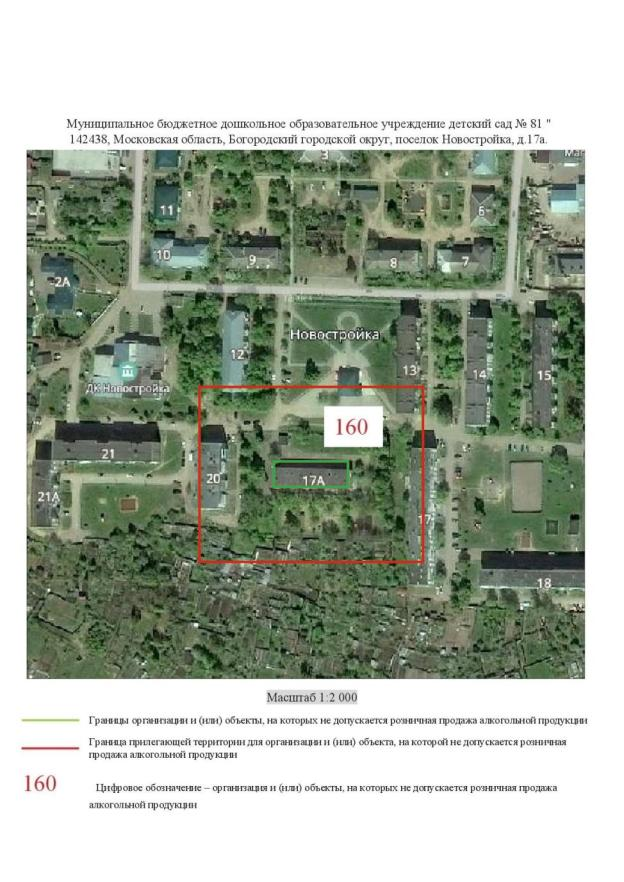 Муниципальное бюджетное дошкольное образовательное учреждение детский сад № 81 "
142438, Московская область, Богородский городской округ, поселок Новостройка, д.17а.
3
Маг
11
6
10
9
8
7
2А
Новостройка
12
13
14
15
ДК Новостройка
160
21
20
17А
21А
17
18
Масштаб 1:2 000
Границы организации и (или) объекты, на которых не допускается розничная продажа алкогольной продукции
Граница прилегающей территории для организации и (или) объекта, на которой не допускается розничная
продажа алкогольной продукции
160
Цифровое обозначение – организация и (или) объекты, на которых не допускается розничная продажа
алкогольной продукции